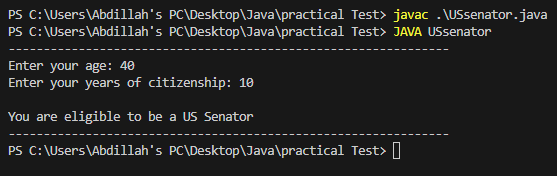 PS C:\Users\Abdillah's PC\Desktop\Java\practical Test> javac .\USsenator.java
PS C:\Users\Abdillah's PC\Desktop\Java\practical Test> JAVA USsenator
---------------------------------------------------------------
Enter your age: 40
Enter your years of citizenship: 10
You are eligible to be a US Senator
---------------------------------------------------------------
PS C:\Users\Abdillah's PC\Desktop\Java\practical Test>